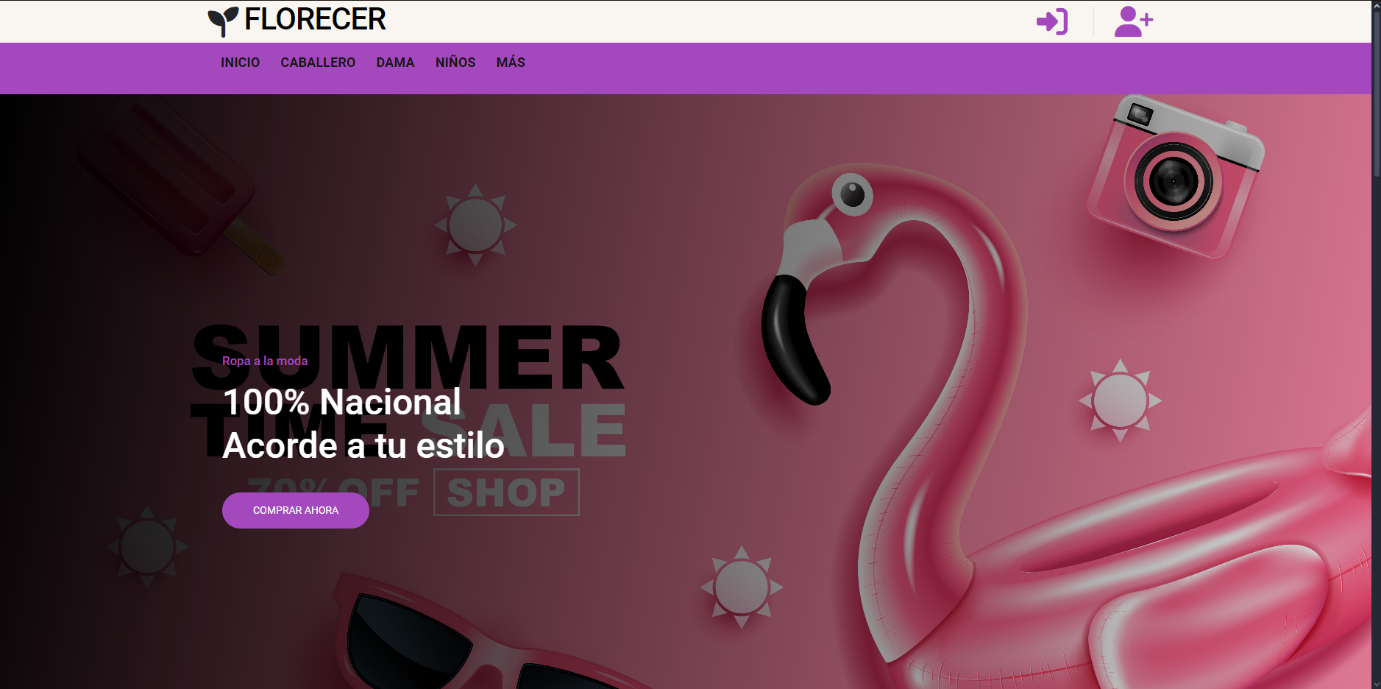 FLORECER
INICIO CABALLERO DAMA NIÑOS MÁS
SUMMER
Ropa a la moda
TIME SALE
100% Nacional
Acorde a tu estilo
70% OFF SHOP
COMPRAR AHORA